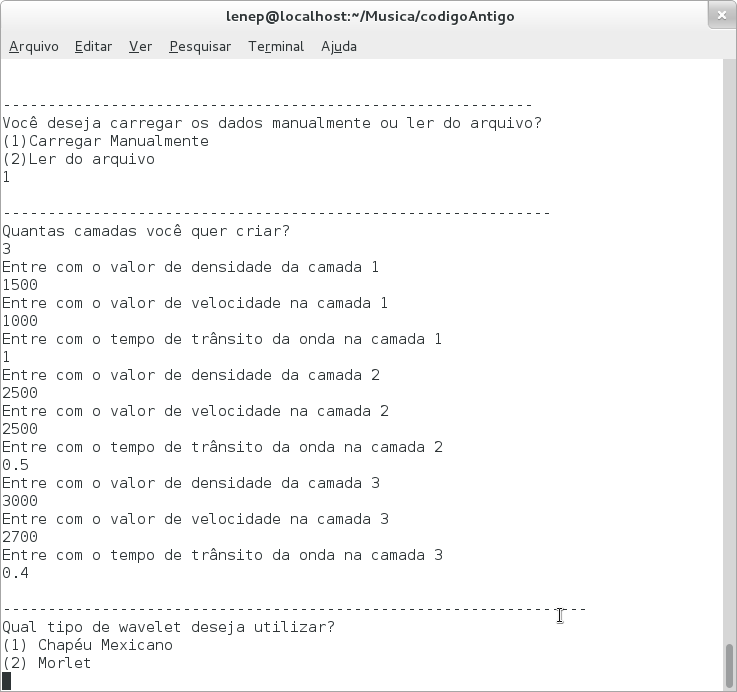 lenep@localhost:~/Musica/codigoAntigo
Arquivo Editar Ver Pesquisar Terminal Ajuda
-----------------------------------------------------------
Você deseja carregar os dados manualmente ou ler do arquivo?
(1)Carregar Manualmente
(2)Ler do arquivo
1
-------------------------------------------------------------
Quantas camadas você quer criar?
3
Entre com o valor de densidade da camada 1
1500
Entre com o valor de velocidade na camada 1
1000
Entre com o tempo de trânsito da onda na camada 1
1
Entre com o valor de densidade da camada 2
2500
Entre com o valor de velocidade na camada 2
2500
Entre com o tempo de trânsito da onda na camada 2
0.5
Entre com o valor de densidade da camada 3
3000
Entre com o valor de velocidade na camada 3
2700
Entre com o tempo de trânsito da onda na camada 3
0.4
-----------------------------------------------------------------
Qual tipo de wavelet deseja utilizar?
(1) Chapéu Mexicano
(2) Morlet